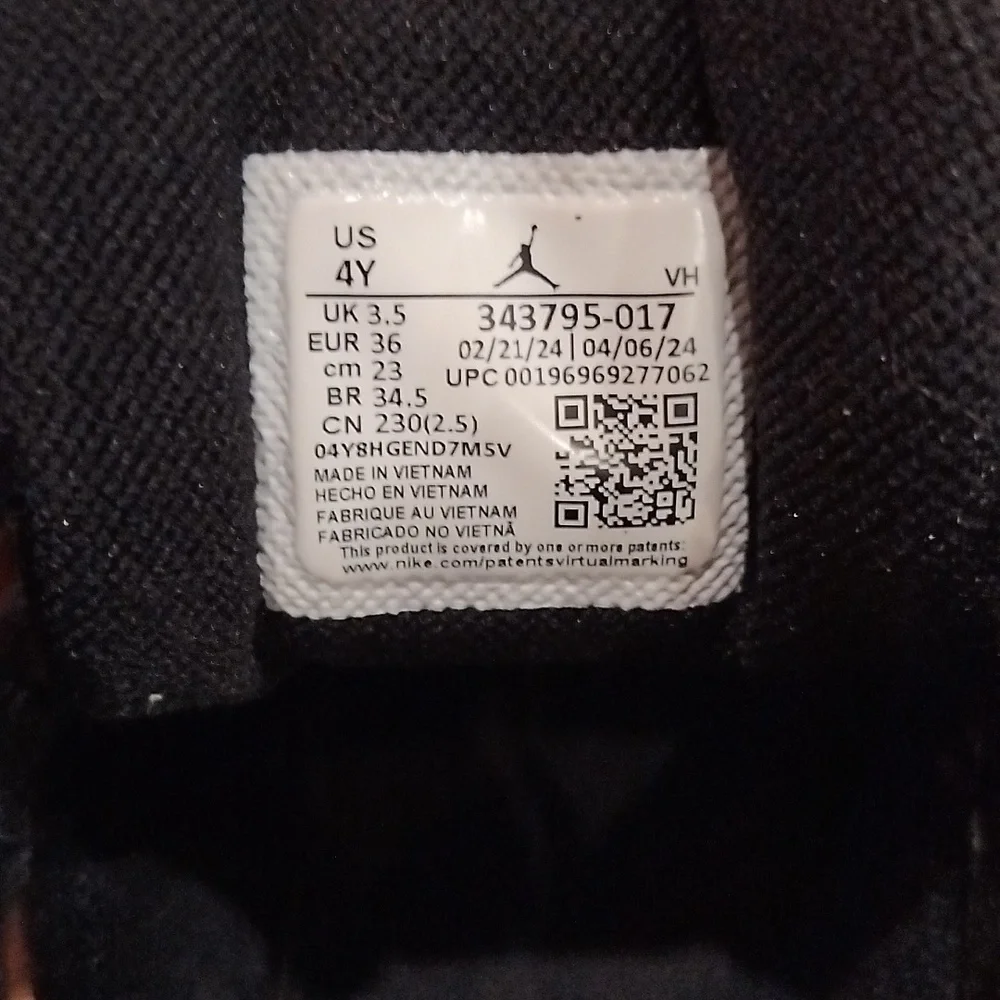 US
4Y
VH
UK 3.5
343795-017
EUR 36
02/21/24 | 04/06/24
cm 23
UPC 00196969277062
BR 34.5
CN 230(2.5)
04Y8HGEND7M5V
MADE IN VIETNAM
HECHO EN VIETNAM
FABRIQUE AU VIETNAM
FABRICADO NO VIETNÃ
This product is covered by one or more patents:
www.nike.com/patentsvirtualmarking